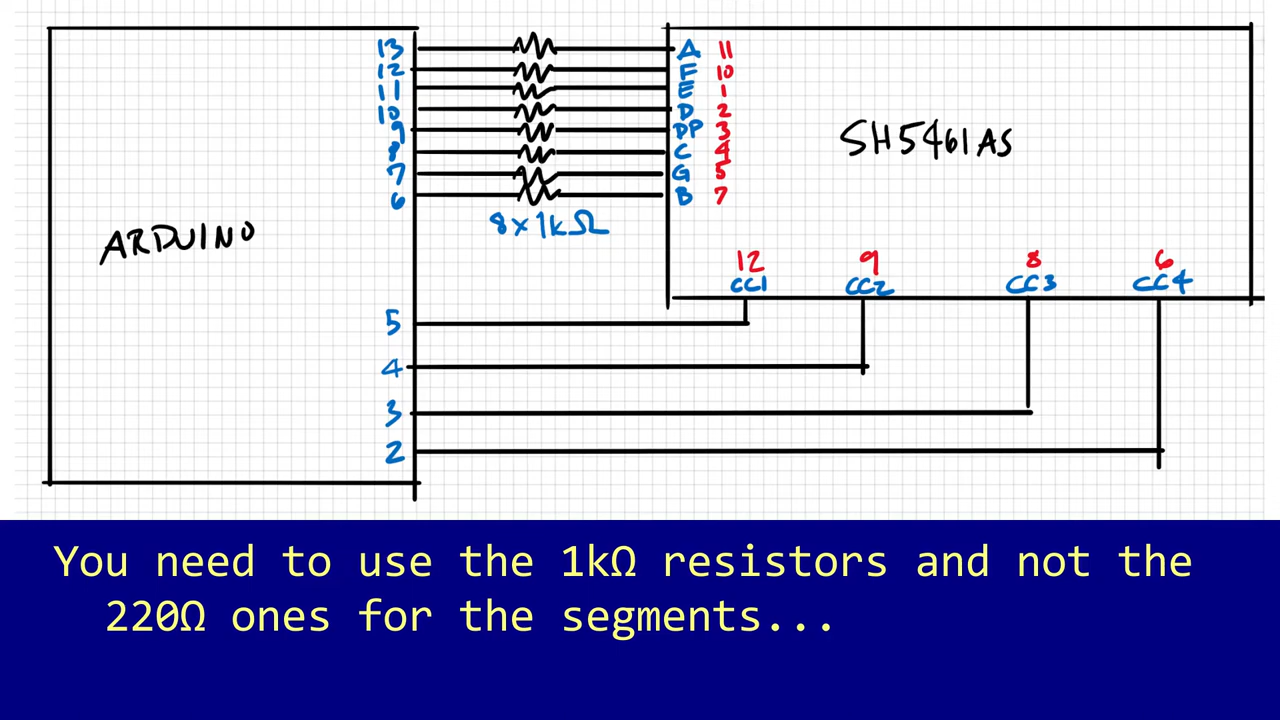 13 A 11
12 F 10
11 E 1
10 D 2
9 DP 3
8 C 4
7 G 5
6 B 7
SH5461AS
8x1kΩ
ARDUINO
12 9 8 6
CC1 CC2 CC3 CC4
5
4
3
2
You need to use the 1kΩ resistors and not the
220Ω ones for the segments...